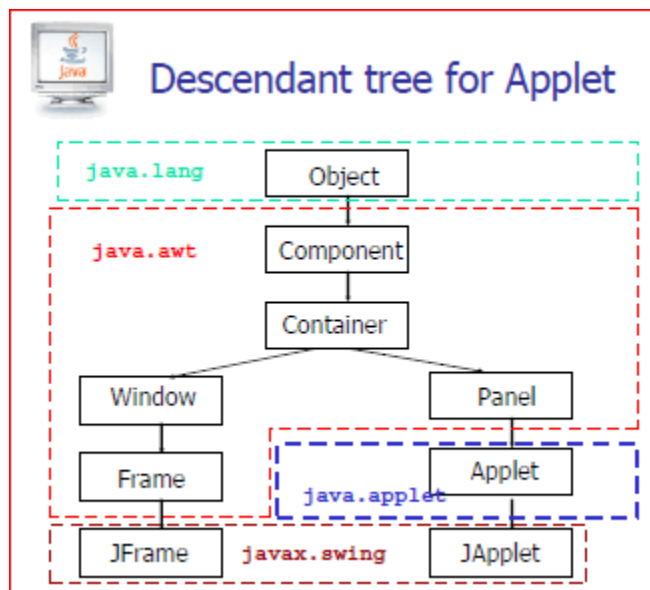 Java
Descendant tree for Applet
java.lang
Object
java.awt
Component
Container
Window
Panel
Frame
Applet
java.applet
JFrame
javax.swing
JApplet